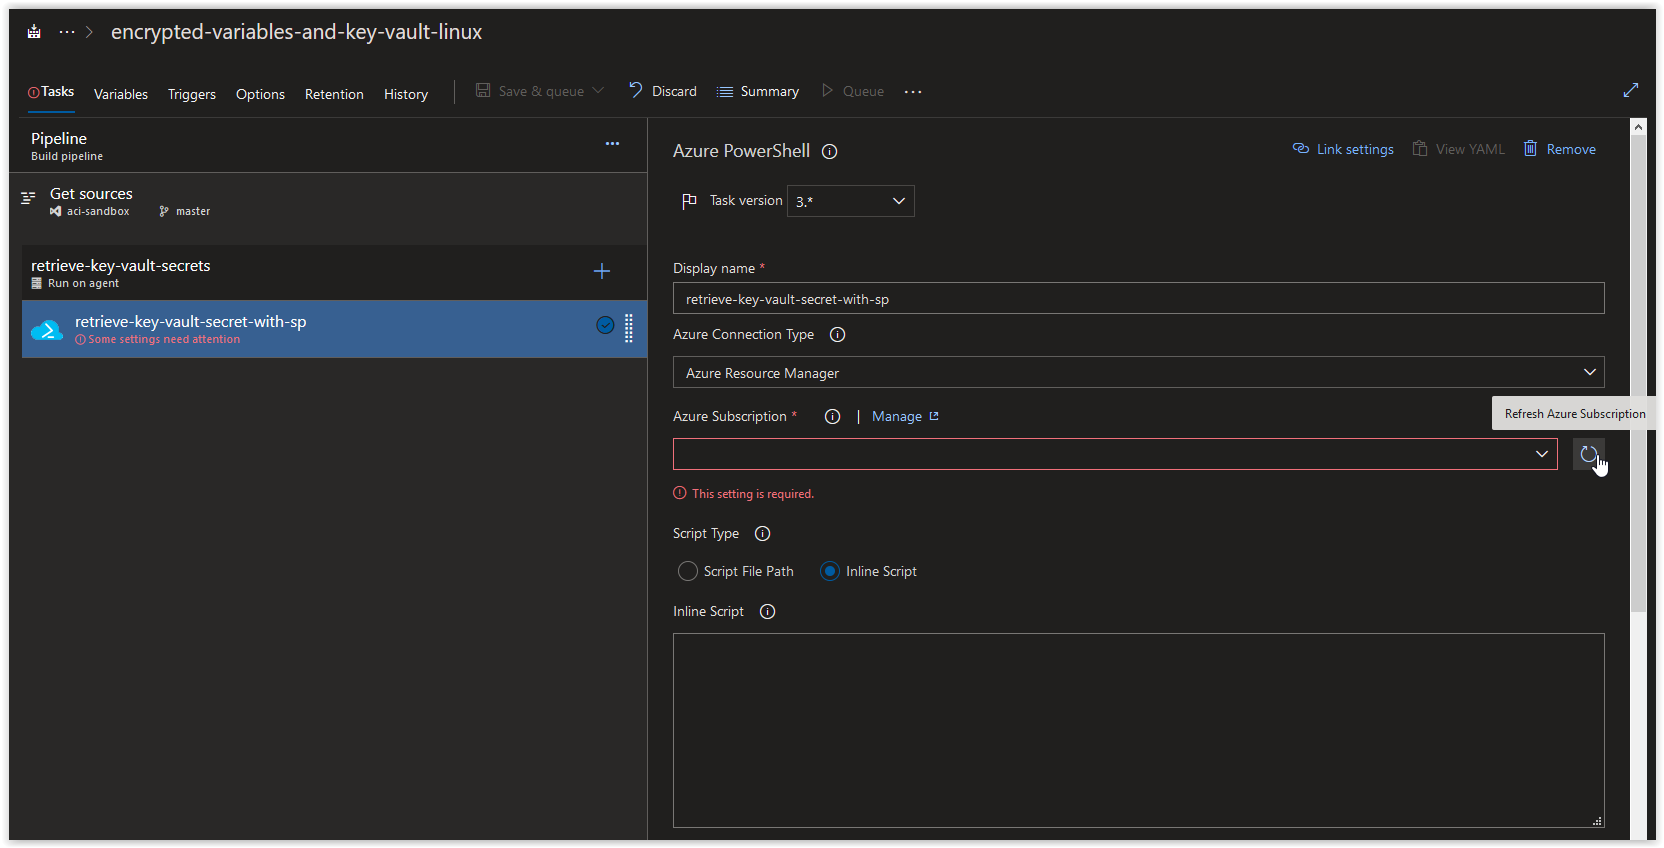 ··· > encrypted-variables-and-key-vault-linux
Tasks Variables Triggers Options Retention History Save & queue Discard Summary Queue ···
Pipeline ···
Build pipeline
Get sources
aci-sandbox master
retrieve-key-vault-secrets
Run on agent
retrieve-key-vault-secret-with-sp
Some settings need attention
Azure PowerShell Link settings View YAML Remove
Task version 3.*
Display name *
retrieve-key-vault-secret-with-sp
Azure Connection Type
Azure Resource Manager
Azure Subscription * | Manage
Refresh Azure Subscription
This setting is required.
Script Type
Script File Path Inline Script
Inline Script